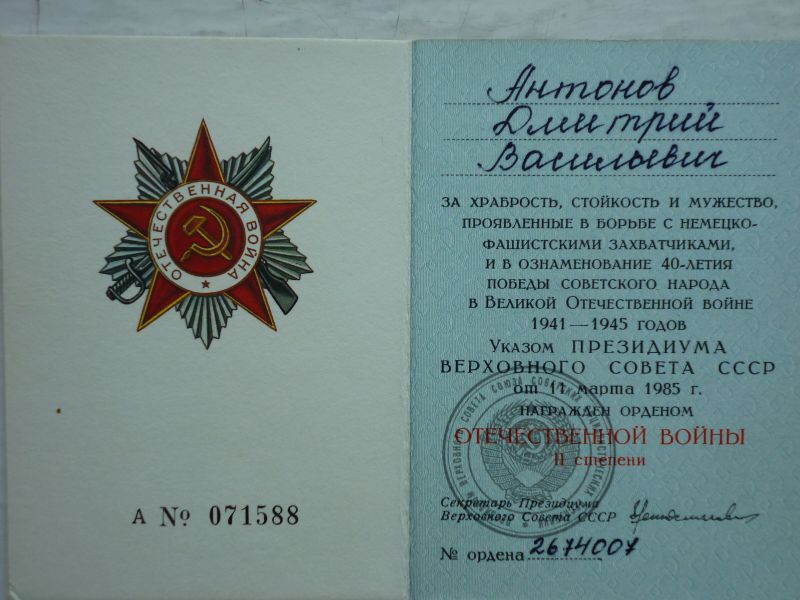 ОТЕЧЕСТВЕННАЯ ВОЙНА
А № 071588
Антонов
Дмитрий
Васильевич
ЗА ХРАБРОСТЬ, СТОЙКОСТЬ И МУЖЕСТВО,
ПРОЯВЛЕННЫЕ В БОРЬБЕ С НЕМЕЦКО-
ФАШИСТСКИМИ ЗАХВАТЧИКАМИ,
И В ОЗНАМЕНОВАНИЕ 40-ЛЕТИЯ
ПОБЕДЫ СОВЕТСКОГО НАРОДА
В ВЕЛИКОЙ ОТЕЧЕСТВЕННОЙ ВОЙНЕ
1941—1945 ГОДОВ
УКАЗОМ ПРЕЗИДИУМА
ВЕРХОВНОГО СОВЕТА СССР
от 11 марта 1985 г.
НАГРАЖДЕН ОРДЕНОМ
ОТЕЧЕСТВЕННОЙ ВОЙНЫ
II степени
Секретарь Президиума
Верховного Совета СССР
№ ордена 2674007